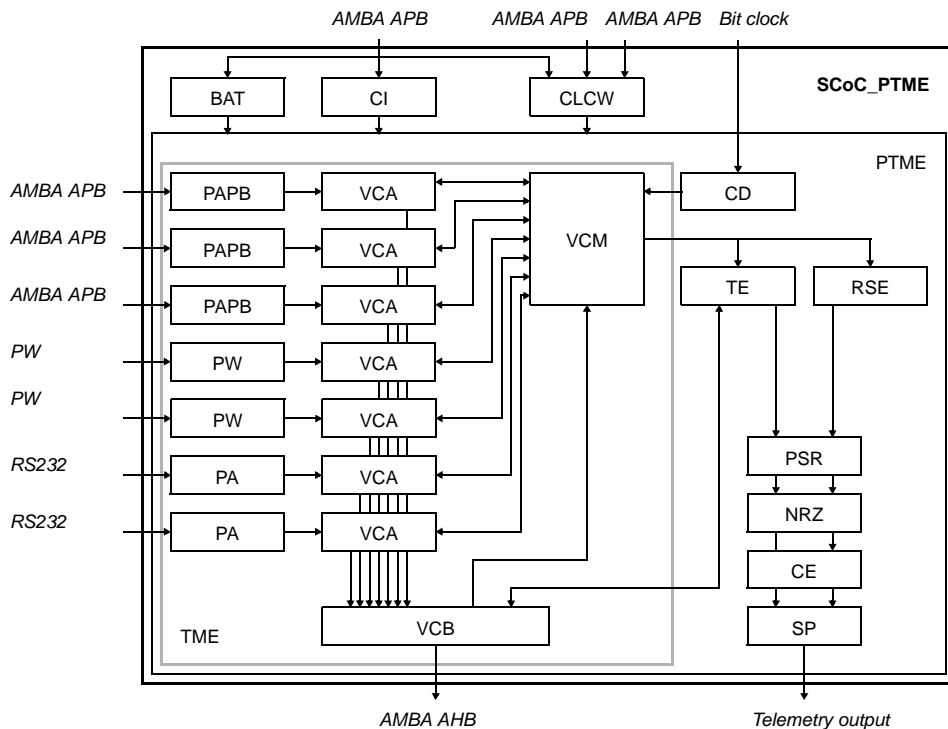 AMBA APB AMBA APB AMBA APB Bit clock
SCoC_PTME
BAT CI CLCW
PTME
AMBA APB PAPB VCA VCM CD
AMBA APB PAPB VCA
AMBA APB PAPB VCA TE RSE
PW PW VCA
PW PW VCA
RS232 PA VCA PSR
RS232 PA VCA NRZ
CE
TME VCB SP
AMBA AHB Telemetry output